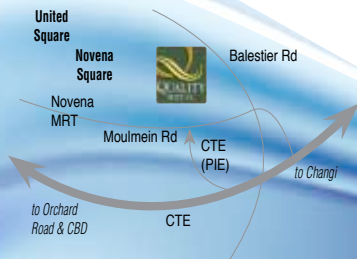 United
Square
Novena
Square
QUALITY
HOTEL
Balestier Rd
Novena
MRT
Moulmein Rd
CTE
(PIE)
to Changi
to Orchard
Road & CBD
CTE